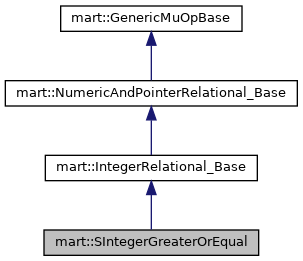 mart::GenericMuOpBase
mart::NumericAndPointerRelational_Base
mart::IntegerRelational_Base
mart::SIntegerGreaterOrEqual